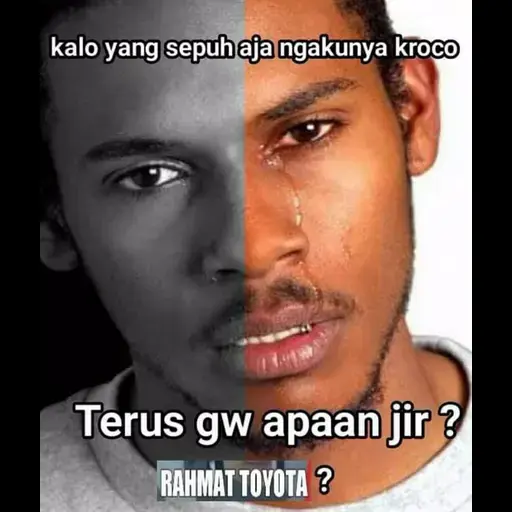 kalo yang sepuh aja ngakunya kroco
Terus gw apaan jir ?
RAHMAT TOYOTA ?